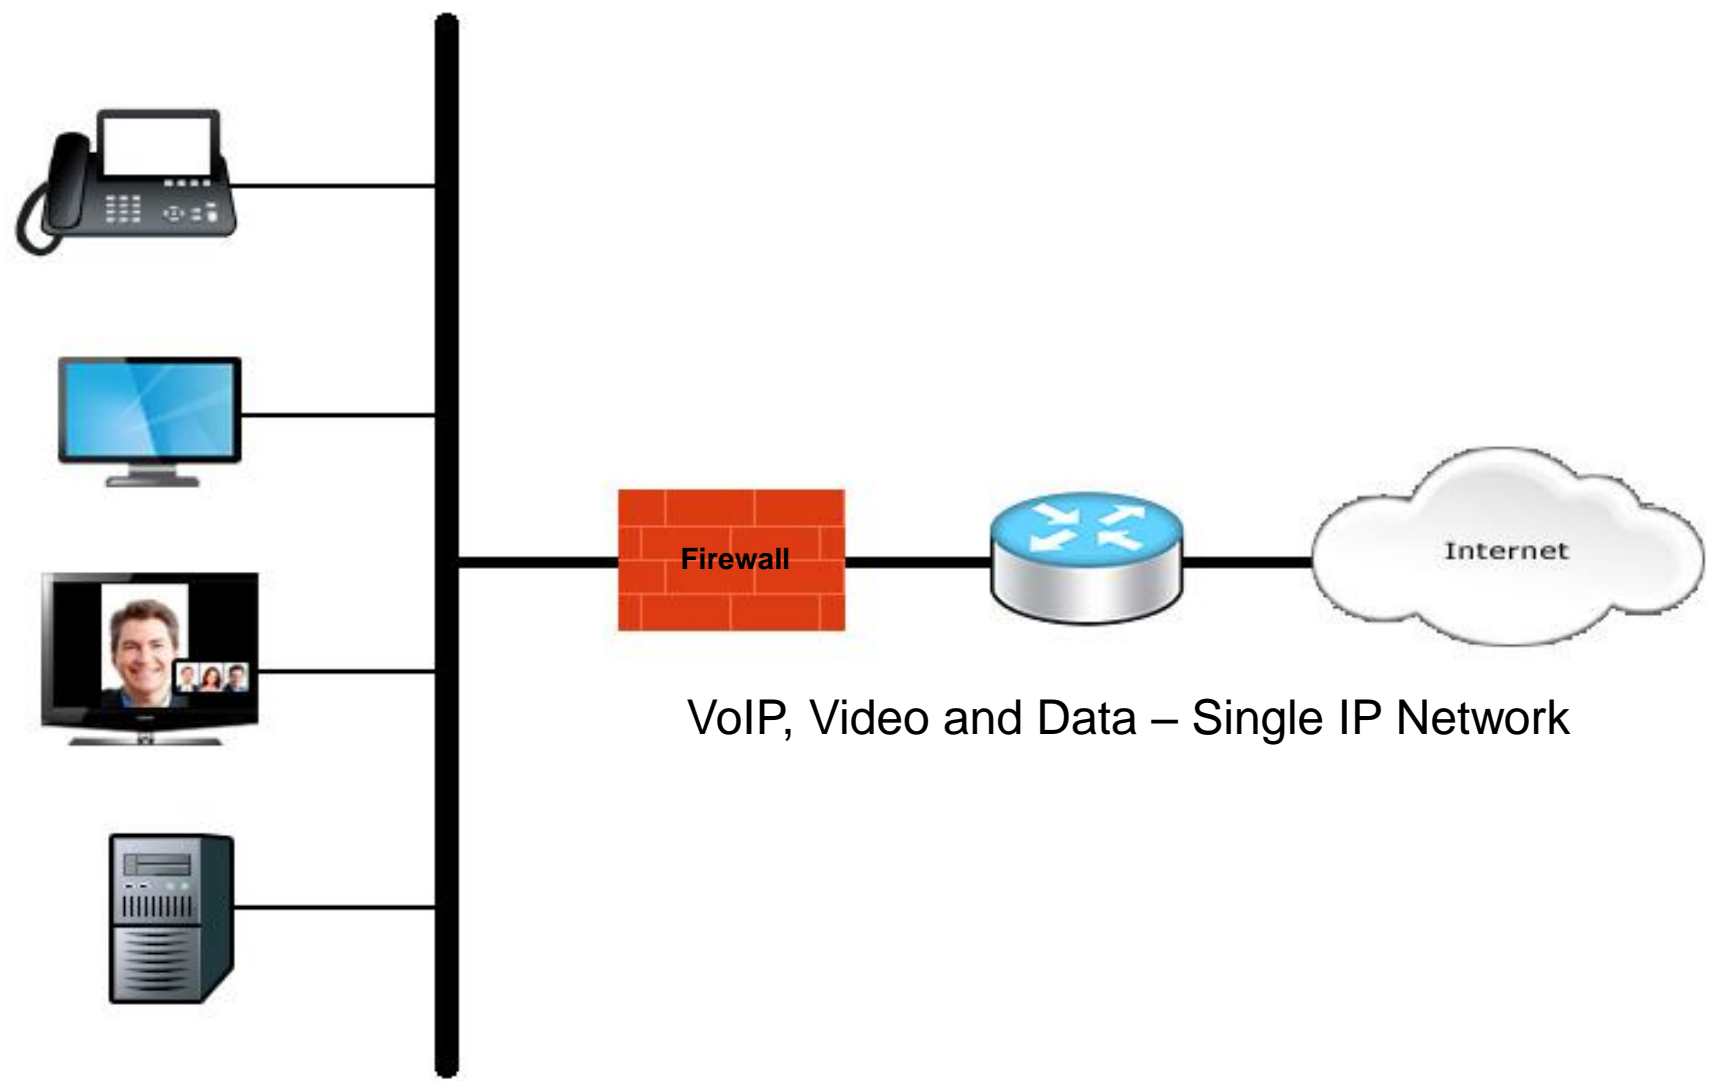 Firewall
Internet
VoIP, Video and Data – Single IP Network